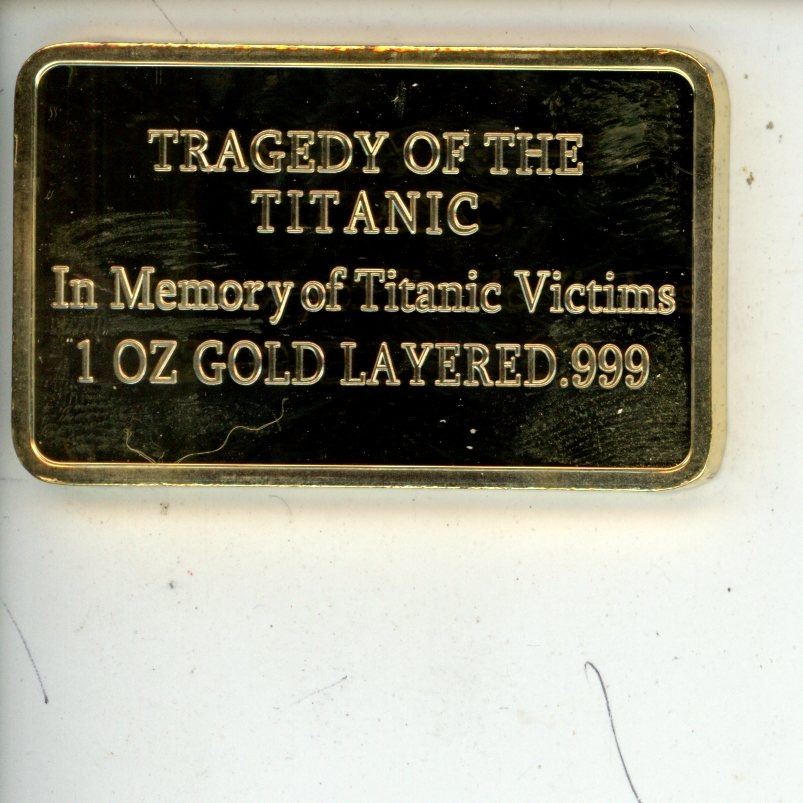 TRAGEDY OF THE
TITANIC
In Memory of Titanic Victims
1 OZ GOLD LAYERED.999